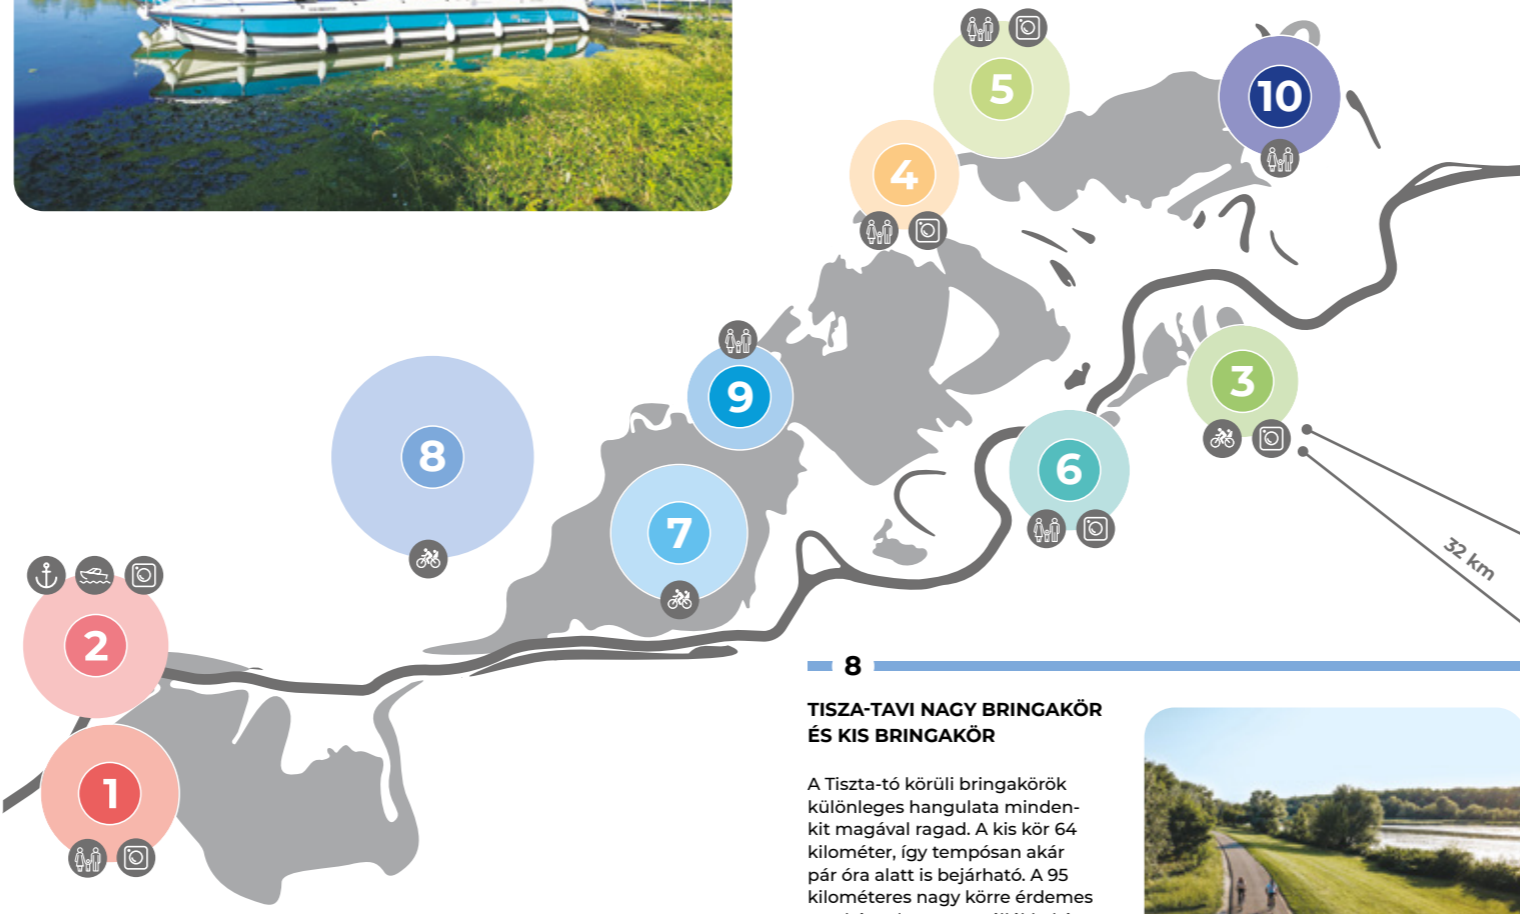 5
10
4
3
9
8
6
7
2
32 km
1
8
TISZA-TAVI NAGY BRINGAKÖR
ÉS KIS BRINGAKÖR
A Tiszta-tó körüli bringakörök
különleges hangulata minden-
kit magával ragad. A kis kör 64
kilométer, így tempósan akár
pár óra alatt is bejárható. A 95
kilométeres nagy körre érdemes